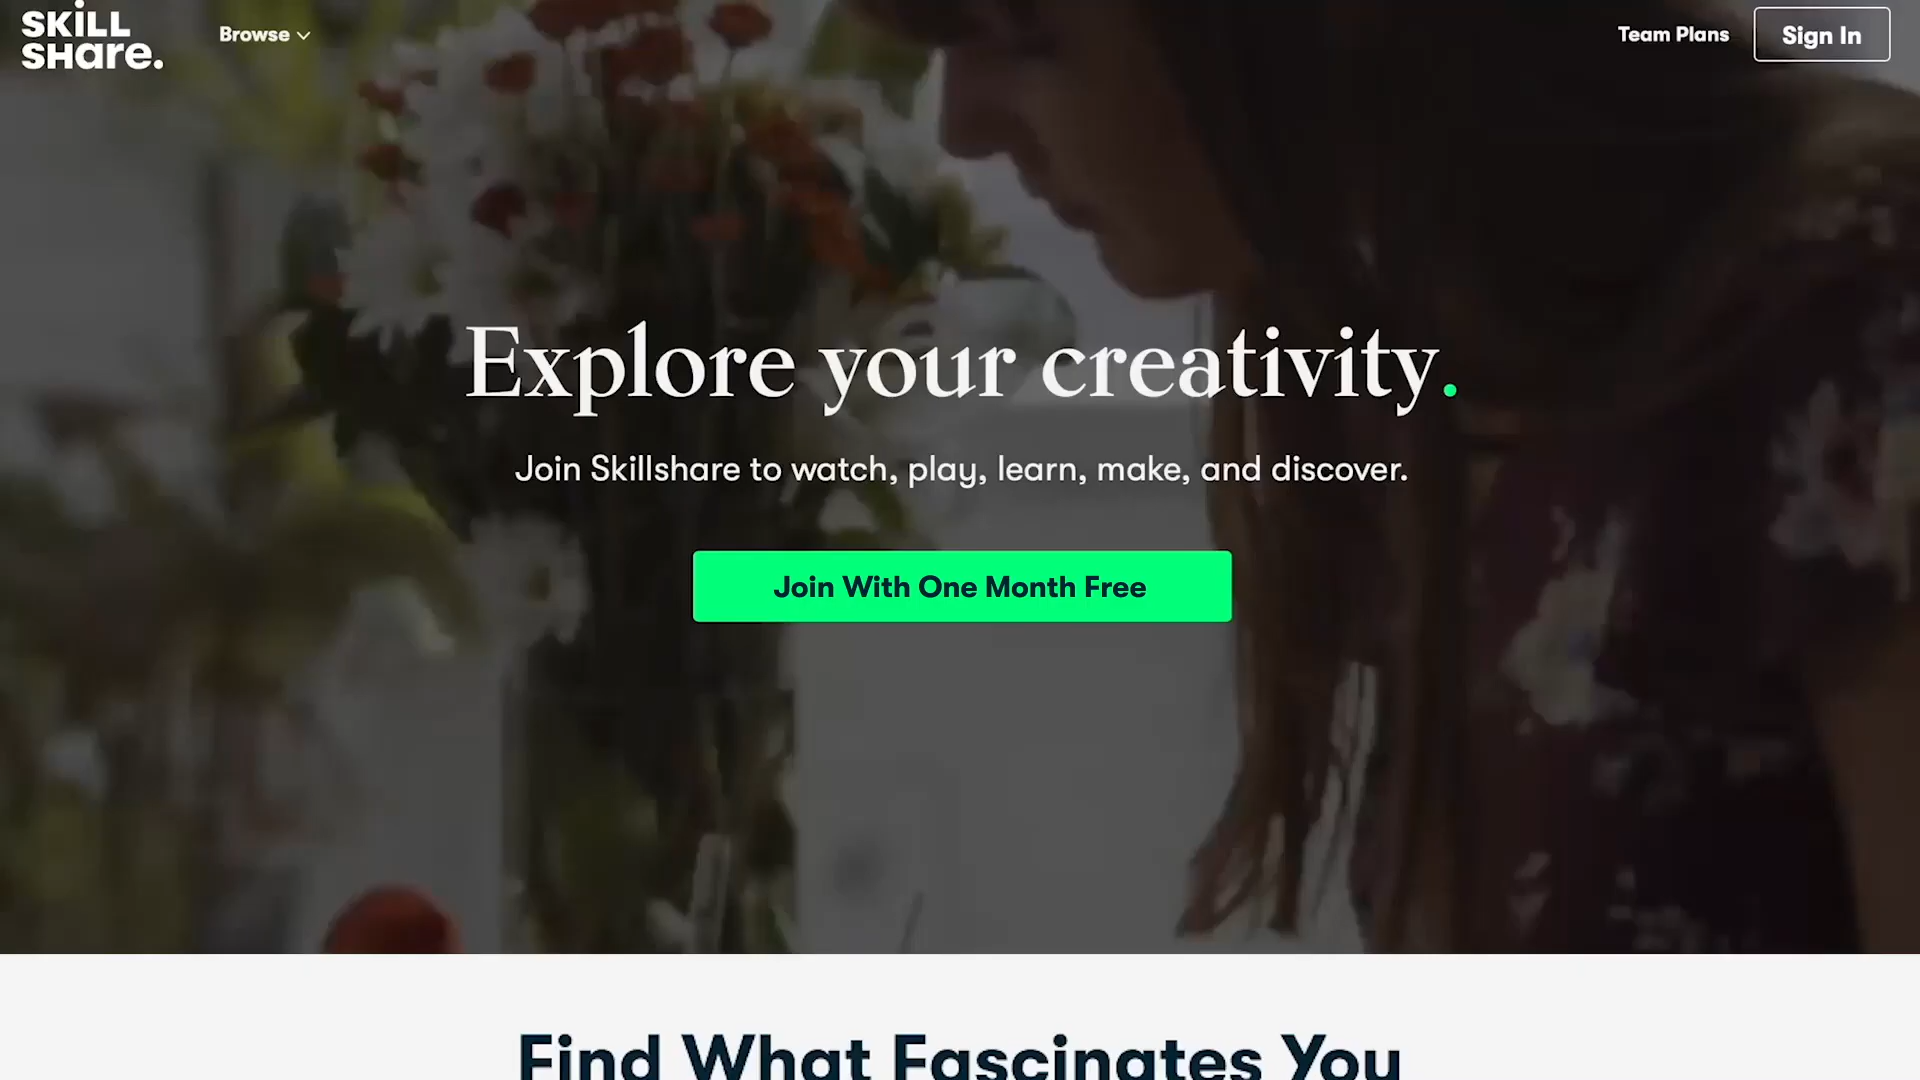 SKiLL
SHare.
Browse
Team Plans
Sign In
Explore your creativity.
Join Skillshare to watch, play, learn, make, and discover.
Join With One Month Free
Find What Fascinates You